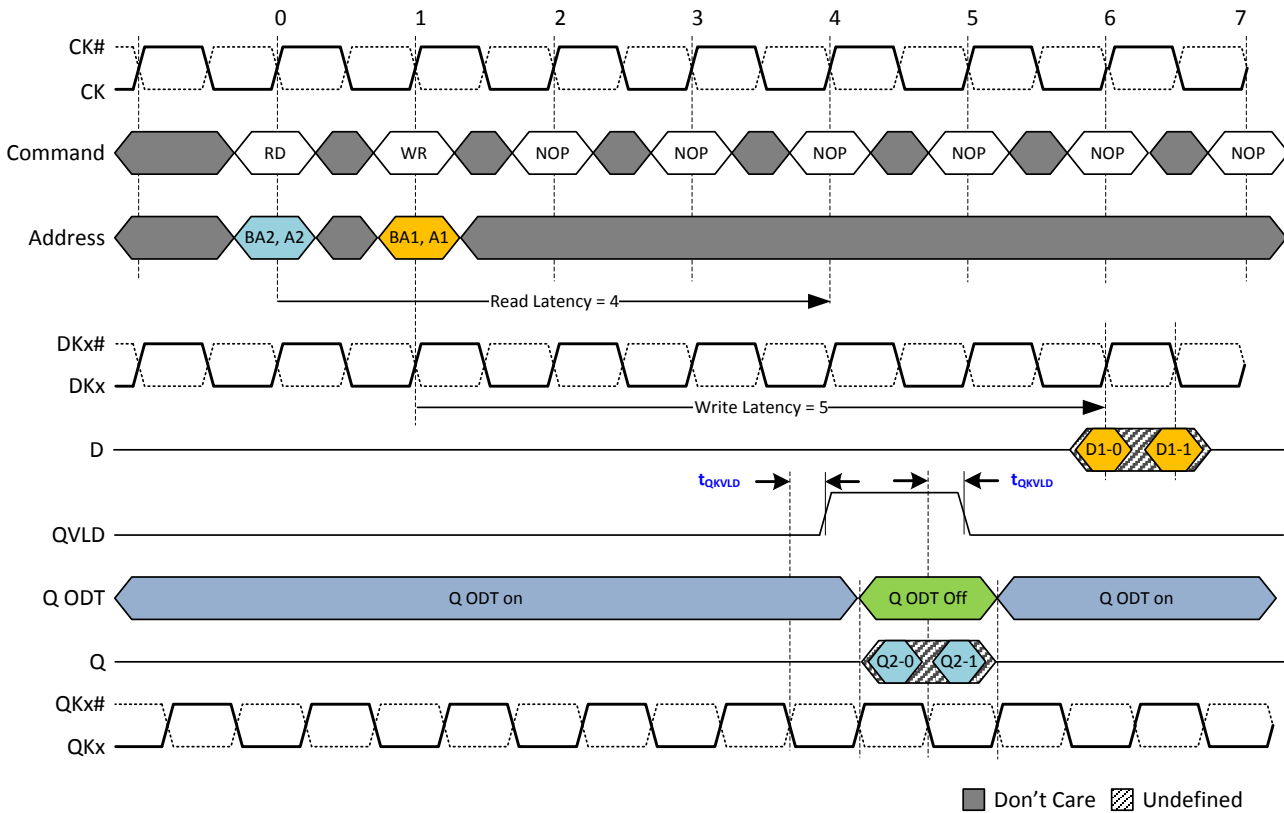 0 1 2 3 4 5 6 7
CK#
CK
Command RD WR NOP NOP NOP NOP NOP NOP
Address BA2, A2 BA1, A1
Read Latency = 4
DKx#
DKx
Write Latency = 5
D D1-0 D1-1
tQKVLD tQKVLD
QVLD
Q ODT Q ODT on Q ODT Off Q ODT on
Q Q2-0 Q2-1
QKx#
QKx
Don't Care Undefined